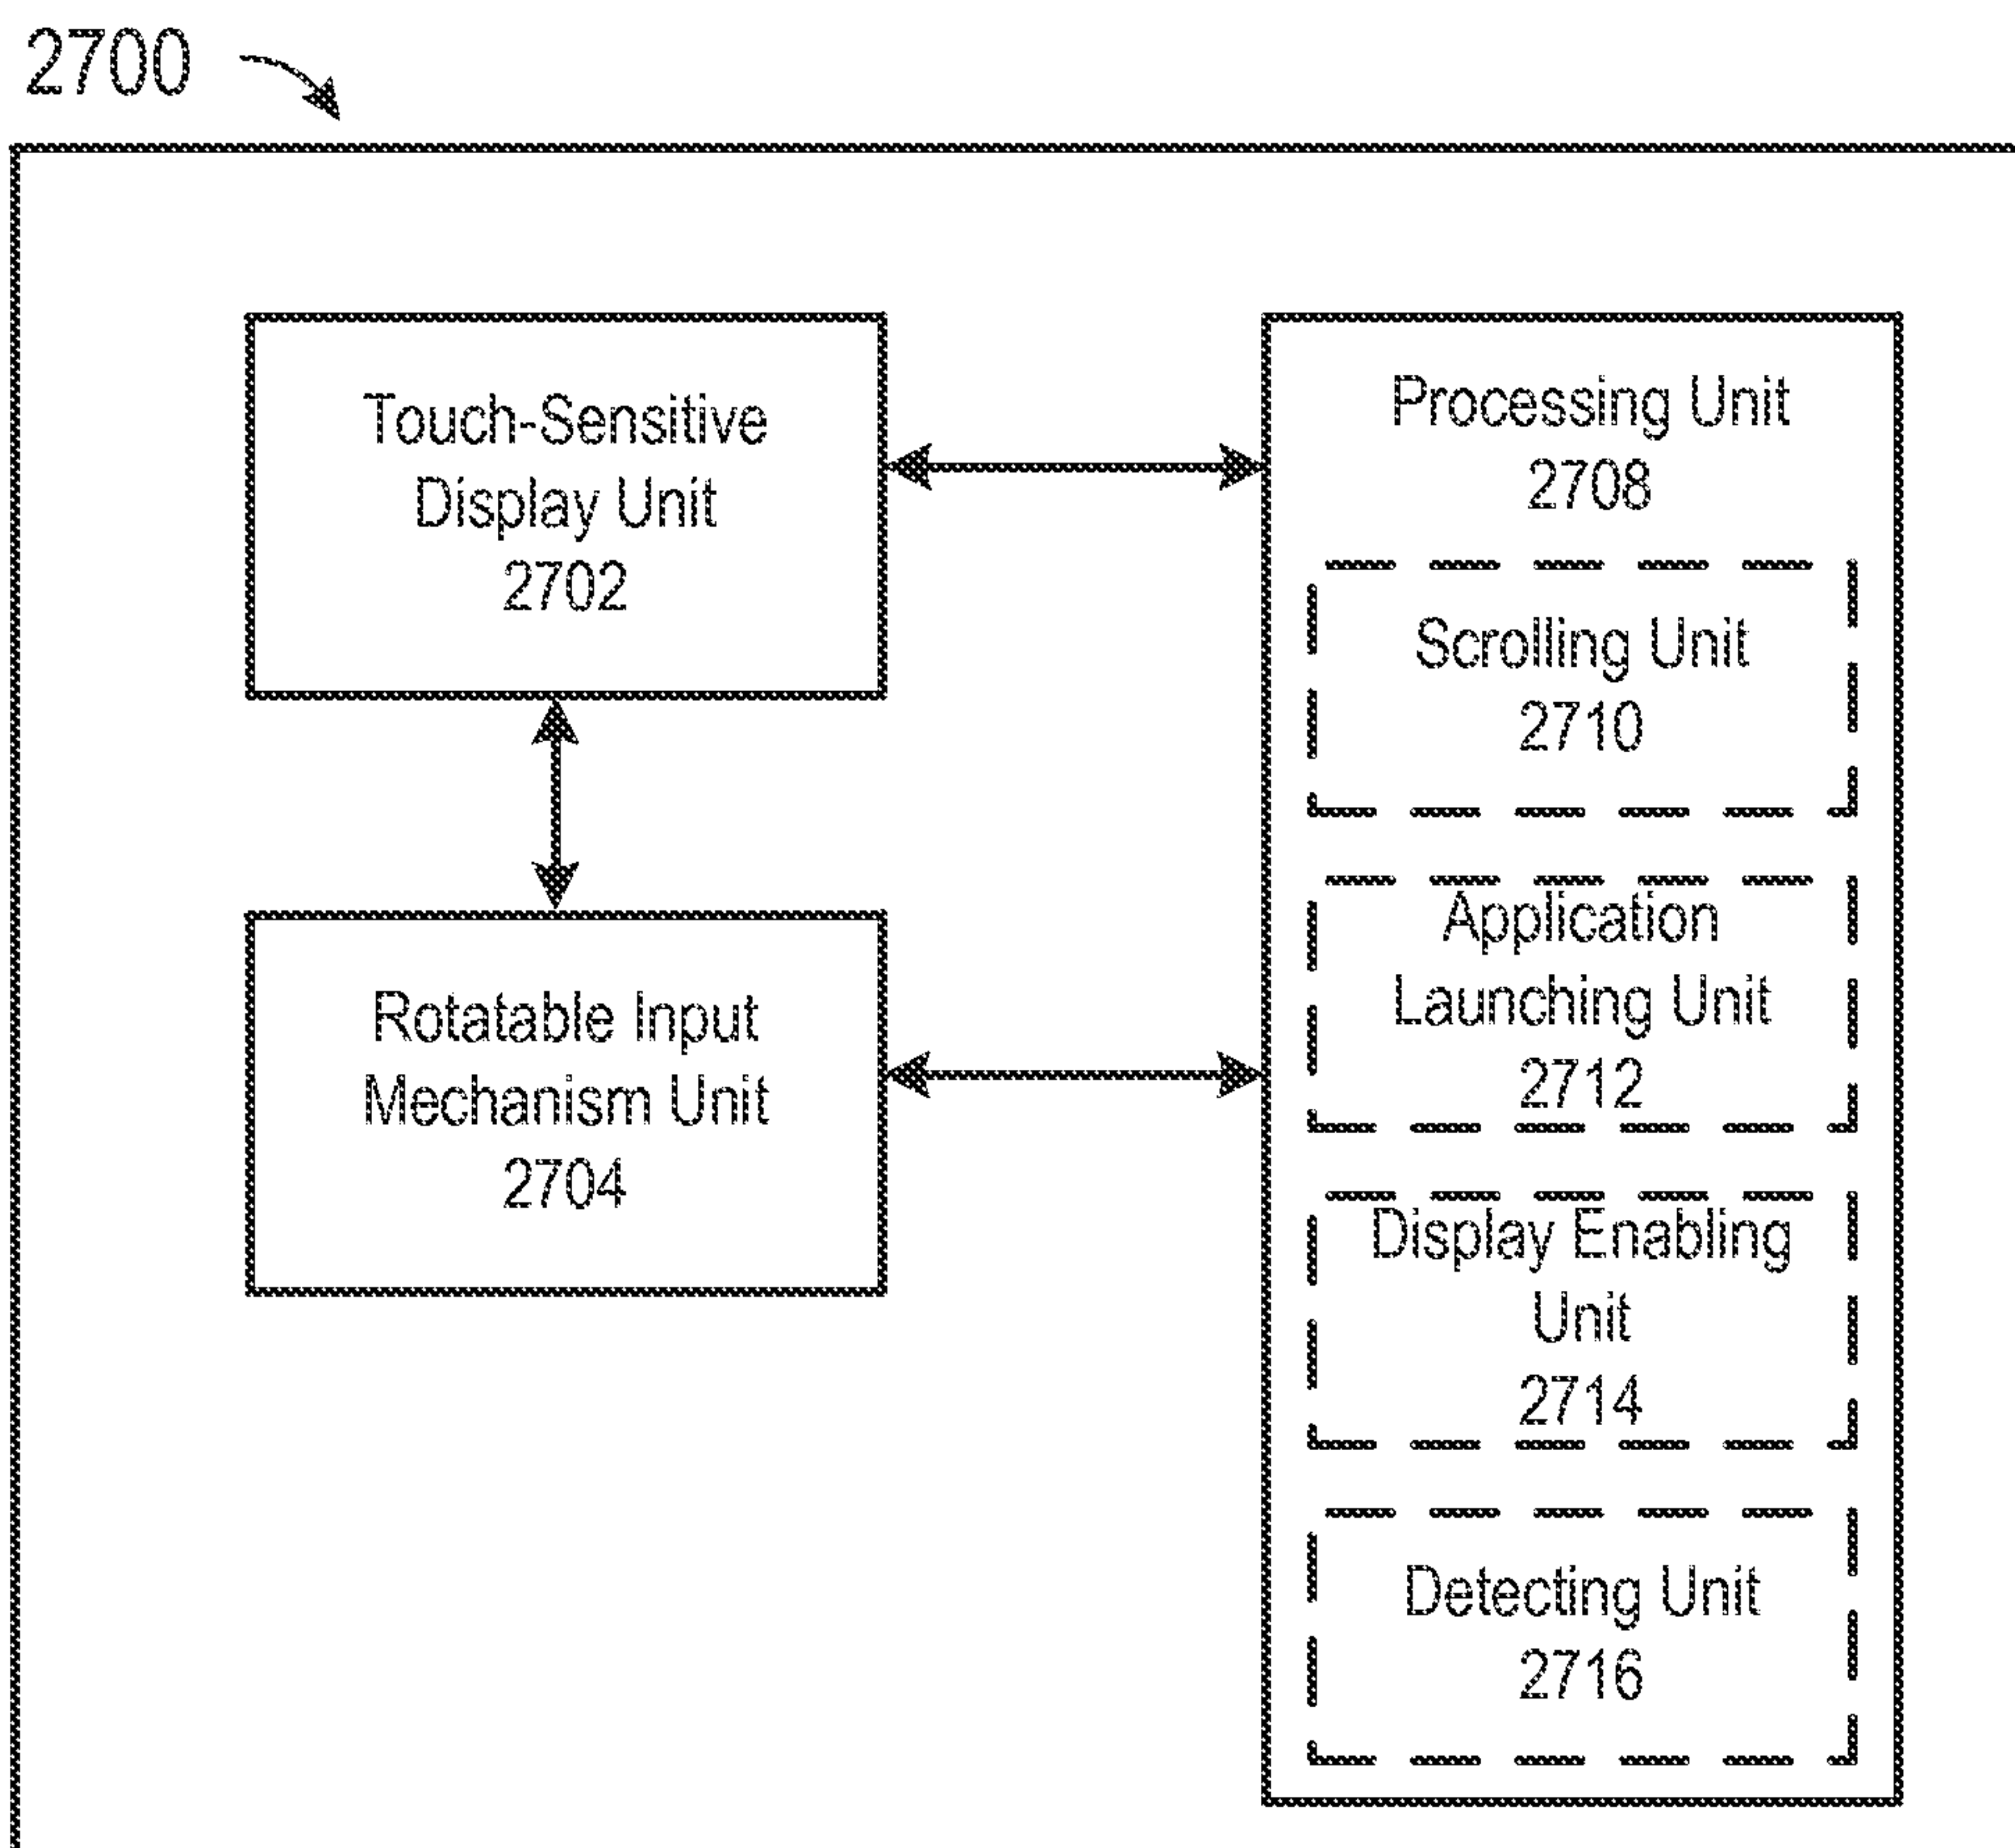 2700
Touch-Sensitive
Display Unit
2702
Rotatable Input
Mechanism Unit
2704
Processing Unit
2708
Scrolling Unit
2710
Application
Launching Unit
2712
Display Enabling
Unit
2714
Detecting Unit
2716